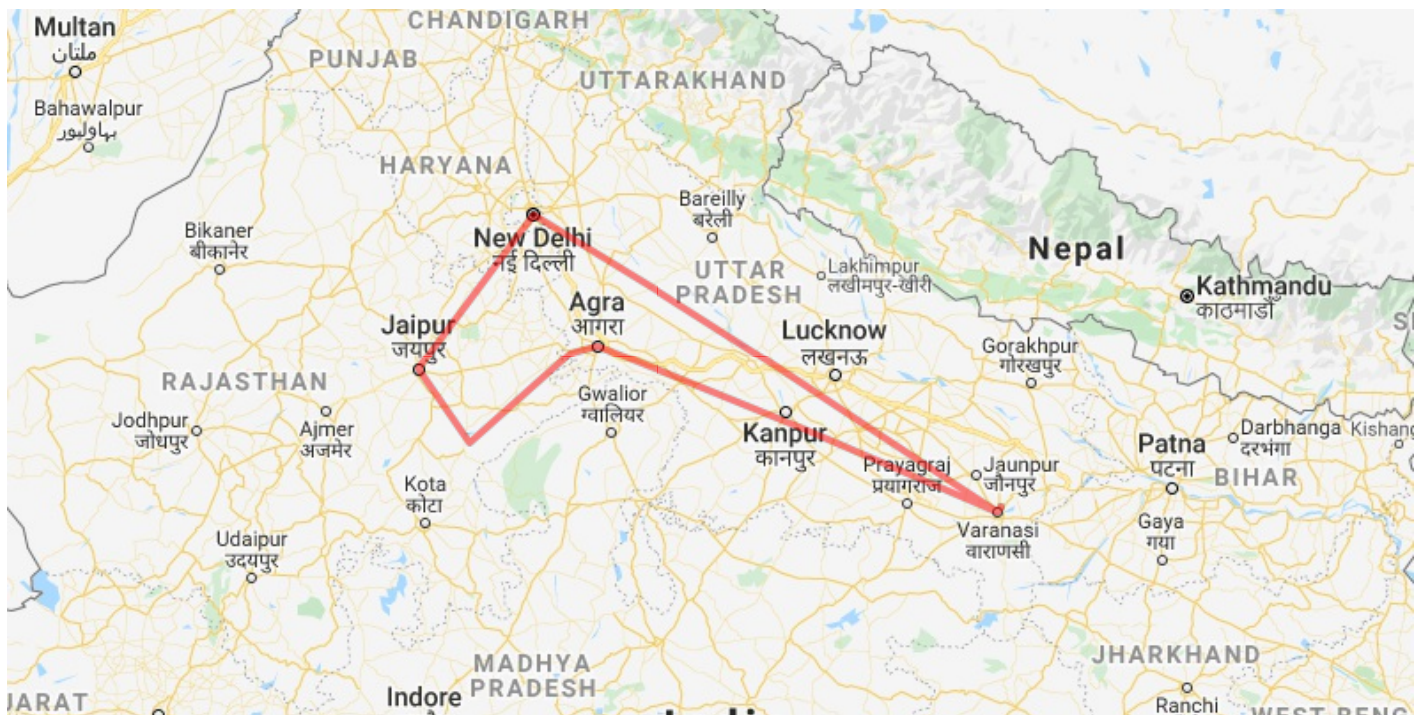 CHANDIGARH
Multan
ملتان
PUNJAB
UTTARAKHAND
Bahawalpur
بہاولپور
HARYANA
Bareilly
बरेली
Bikaner
बीकानेर
New Delhi
नई दिल्ली
Nepal
UTTAR
PRADESH
Lakhimpur
लखीमपुर-खीरी
Kathmandu
काठमाडौँ
Agra
आगरा
Jaipur
जयपुर
Lucknow
लखनऊ
Gorakhpur
गोरखपुर
RAJASTHAN
Gwalior
ग्वालियर
Jodhpur
जोधपुर
Ajmer
अजमेर
Kanpur
कानपुर
Darbhanga
दरभंगा
Kishang
Patna
पटना
BIHAR
Prayagraj
प्रयागराज
Jaunpur
जौनपुर
Kota
कोटा
Varanasi
वाराणसी
Gaya
गया
Udaipur
उदयपुर
JHARKHAND
MADHYA
PRADESH
Indore
JARAT
Ranchi